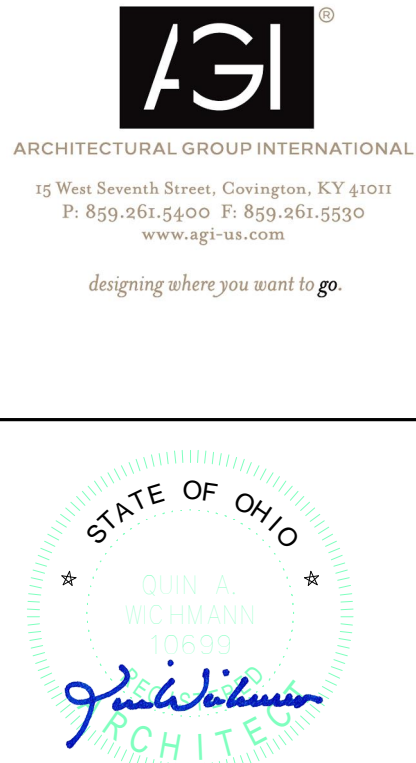 AGI®
ARCHITECTURAL GROUP INTERNATIONAL
15 West Seventh Street, Covington, KY 41011
P: 859.261.5400 F: 859.261.5530
www.agi-us.com
designing where you want to go.
STATE OF OHIO
QUIN A.
WICHMANN
10699
REGISTERED
ARCHITECT